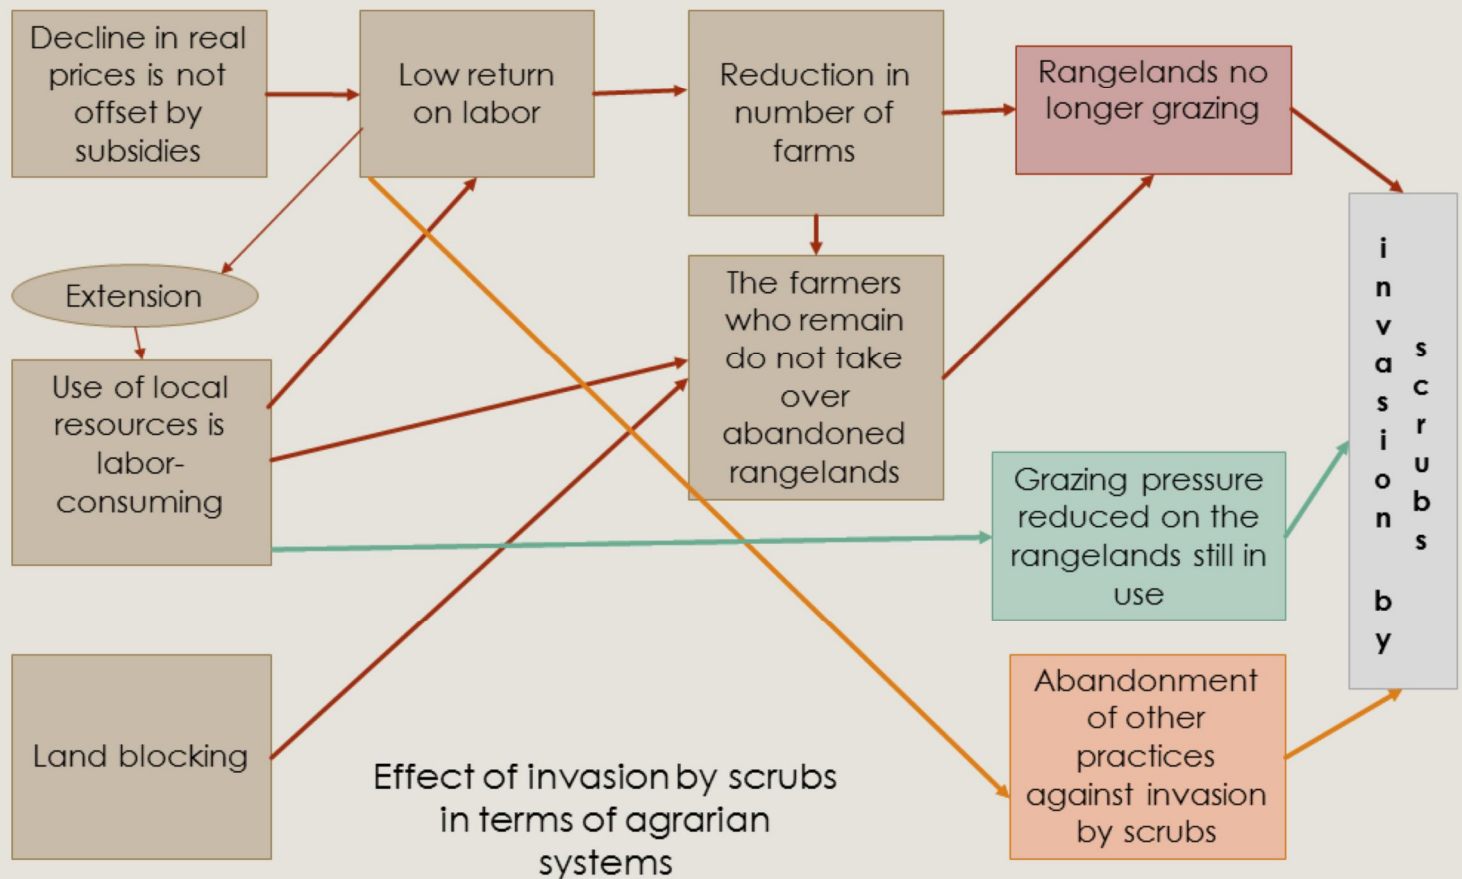 Decline in real
prices is not
offset by
subsidies
Low return
on labor
Reduction in
number of
farms
Rangelands no
longer grazing
Extension
Use of local
resources is
labor-
consuming
The farmers
who remain
do not take
over
abandoned
rangelands
Grazing pressure
reduced on the
rangelands still in
use
Land blocking
Abandonment
of other
practices
against invasion
by scrubs
invasion by
scrubs
Effect of invasion by scrubs
in terms of agrarian
systems